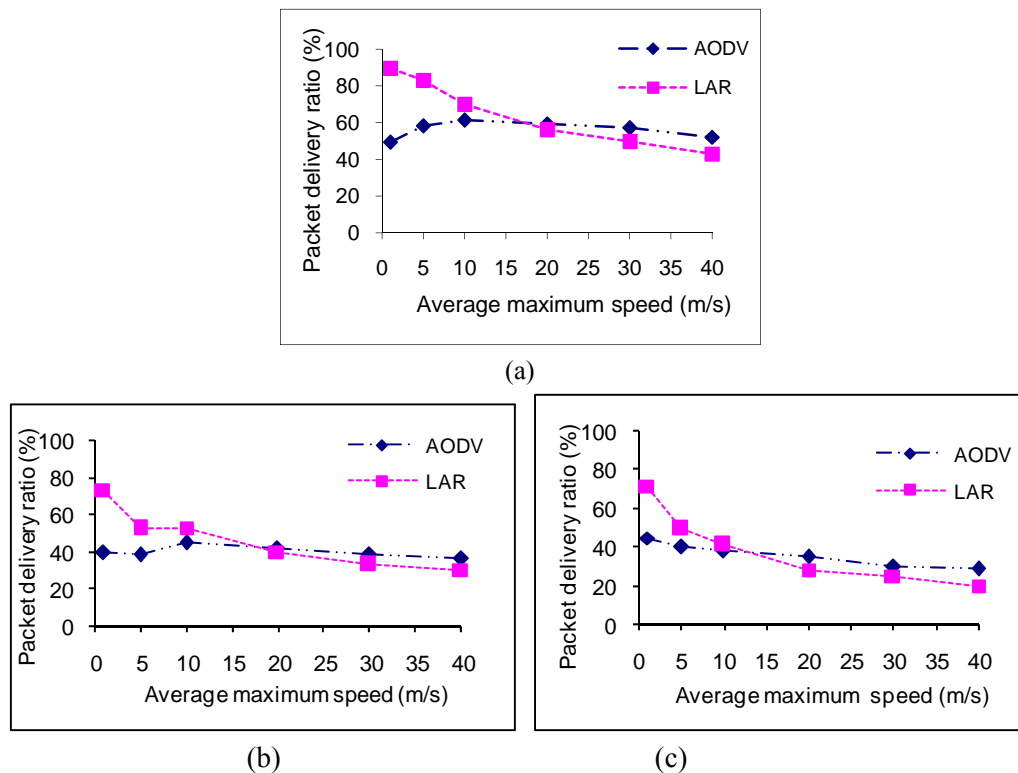 Packet delivery ratio (%)
100
80
60
40
20
0
AODV
LAR
0 5 10 15 20 25 30 35 40
Average maximum speed (m/s)
(a)
Packet delivery ratio (%)
100
80
60
40
20
0
AODV
LAR
0 5 10 15 20 25 30 35 40
Average maximum speed (m/s)
(b)
Packet delivery ratio (%)
100
80
60
40
20
0
AODV
LAR
0 5 10 15 20 25 30 35 40
Average maximum speed (m/s)
(c)